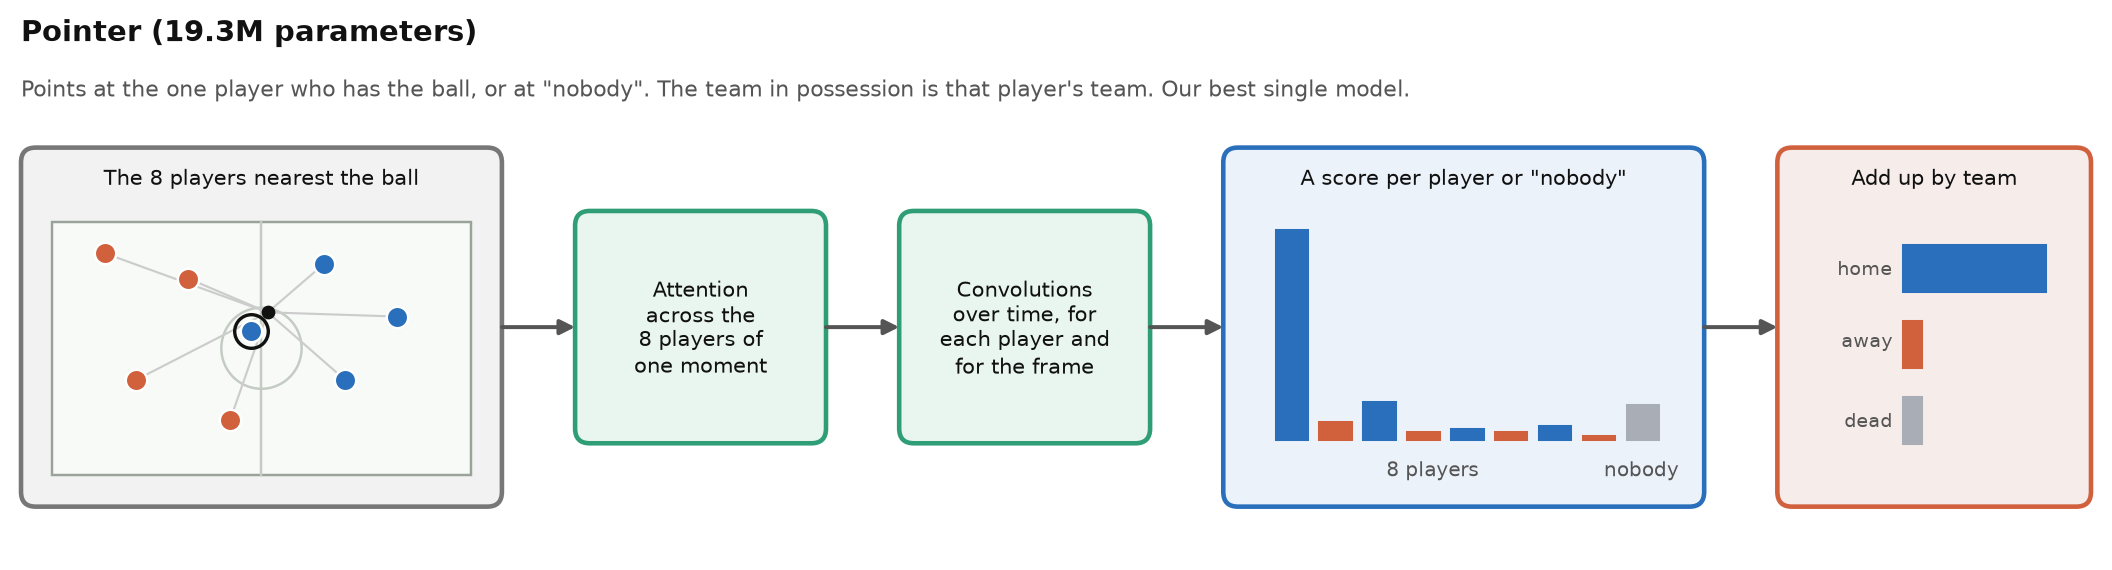 Pointer (19.3M parameters)
Points at the one player who has the ball, or at "nobody". The team in possession is that player's team. Our best single model.
The 8 players nearest the ball
Attention
across the
8 players of
one moment
Convolutions
over time, for
each player and
for the frame
A score per player or "nobody"
8 players
nobody
Add up by team
home
away
dead